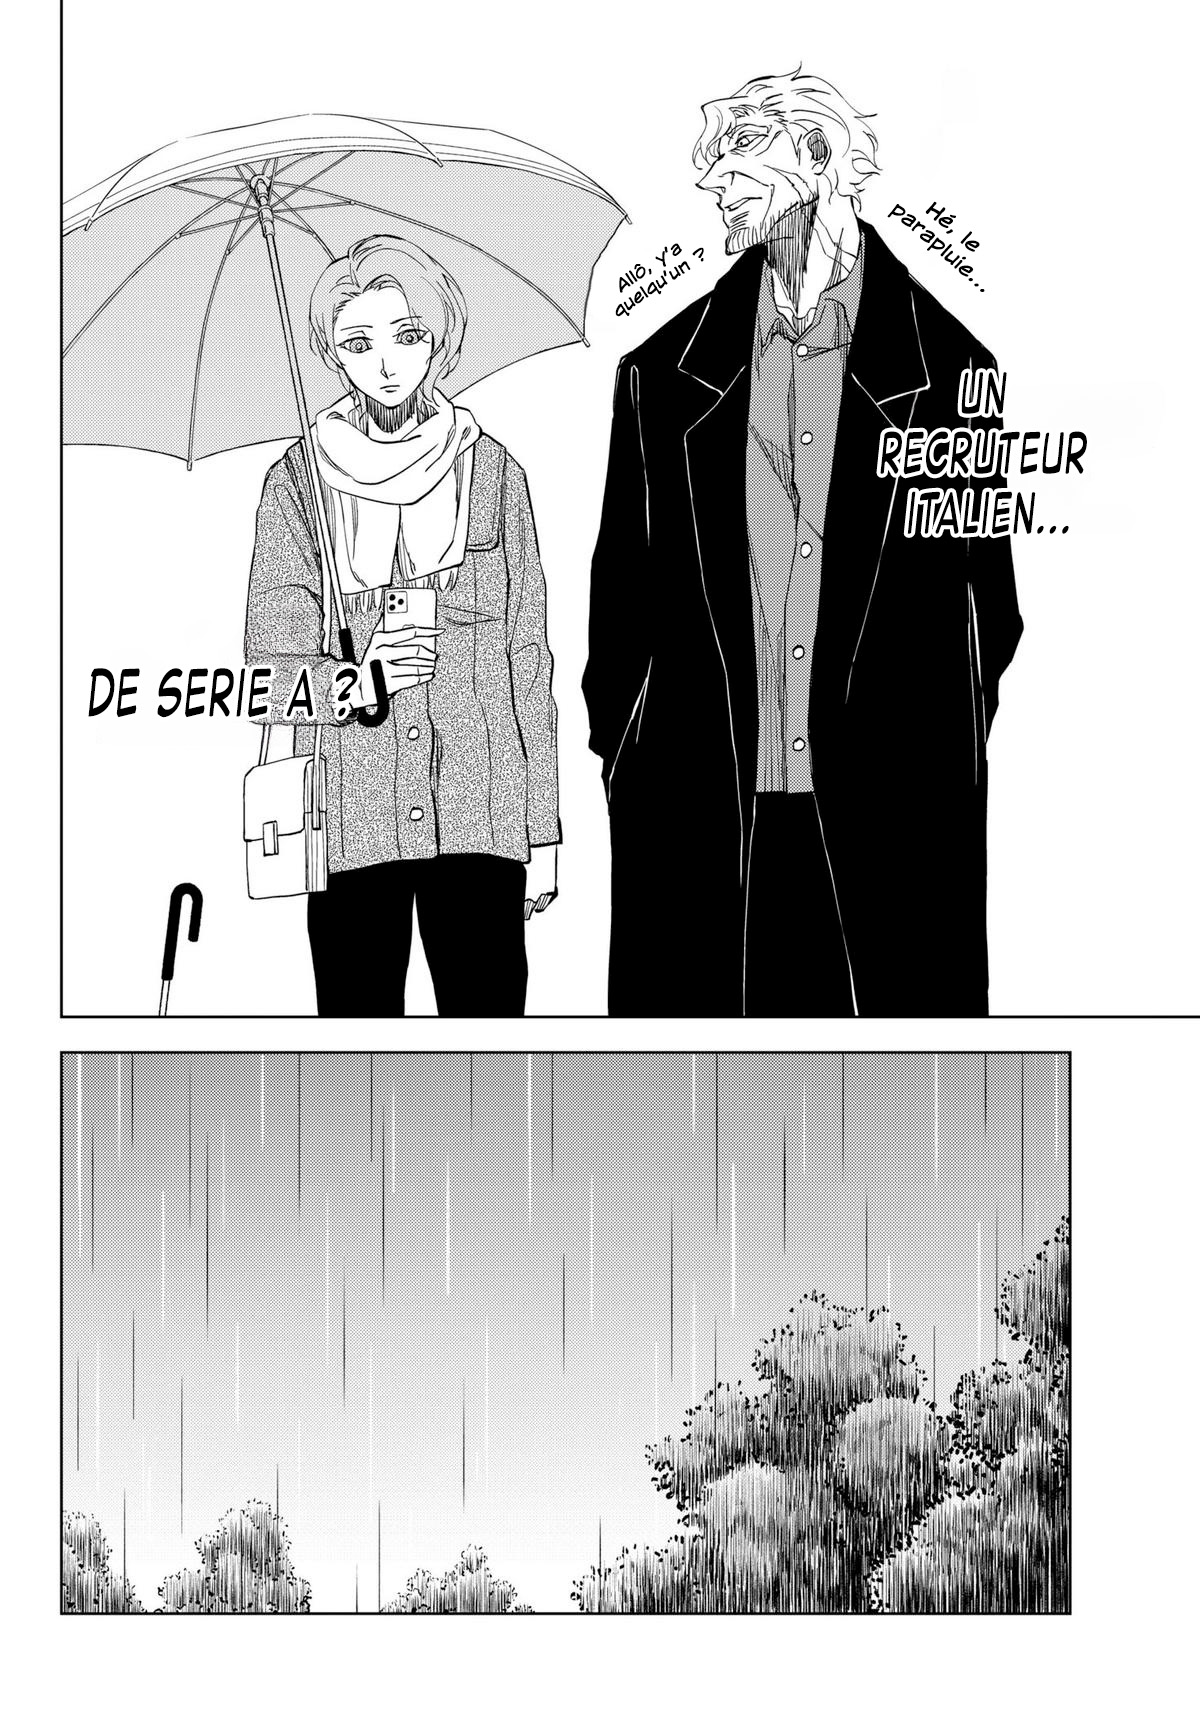 Hé, le
parapluie...
Allô, y'a
quelqu'un ?
UN
RECRUTEUR
ITALIEN...
DE SERIE A ?